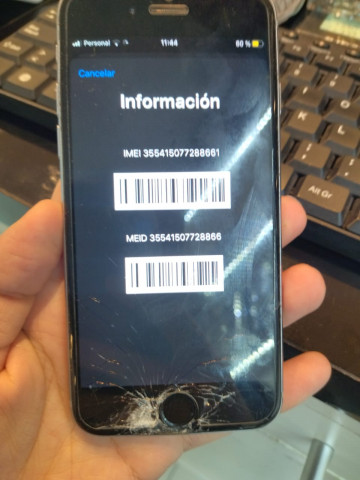 Personal
11:44
60 %
Cancelar
Información
IMEI 355415077288661
MEID 35541507728866
Alt Gr